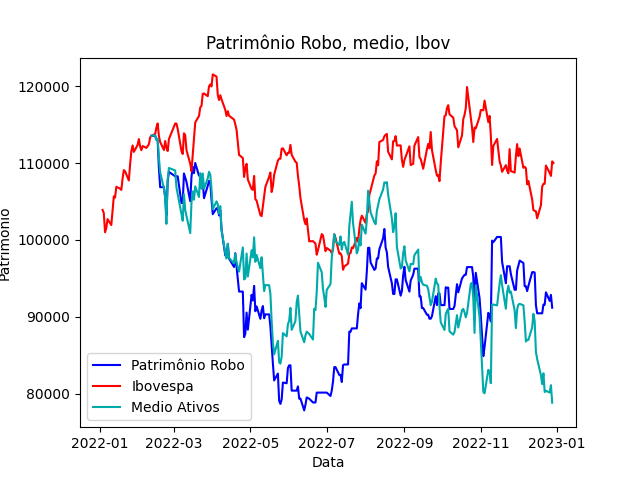 Patrimônio Robo, medio, Ibov
120000
110000
100000
90000
80000
Patrimonio
Patrimônio Robo
Ibovespa
Medio Ativos
2022-01
2022-03
2022-05
2022-07
2022-09
2022-11
2023-01
Data